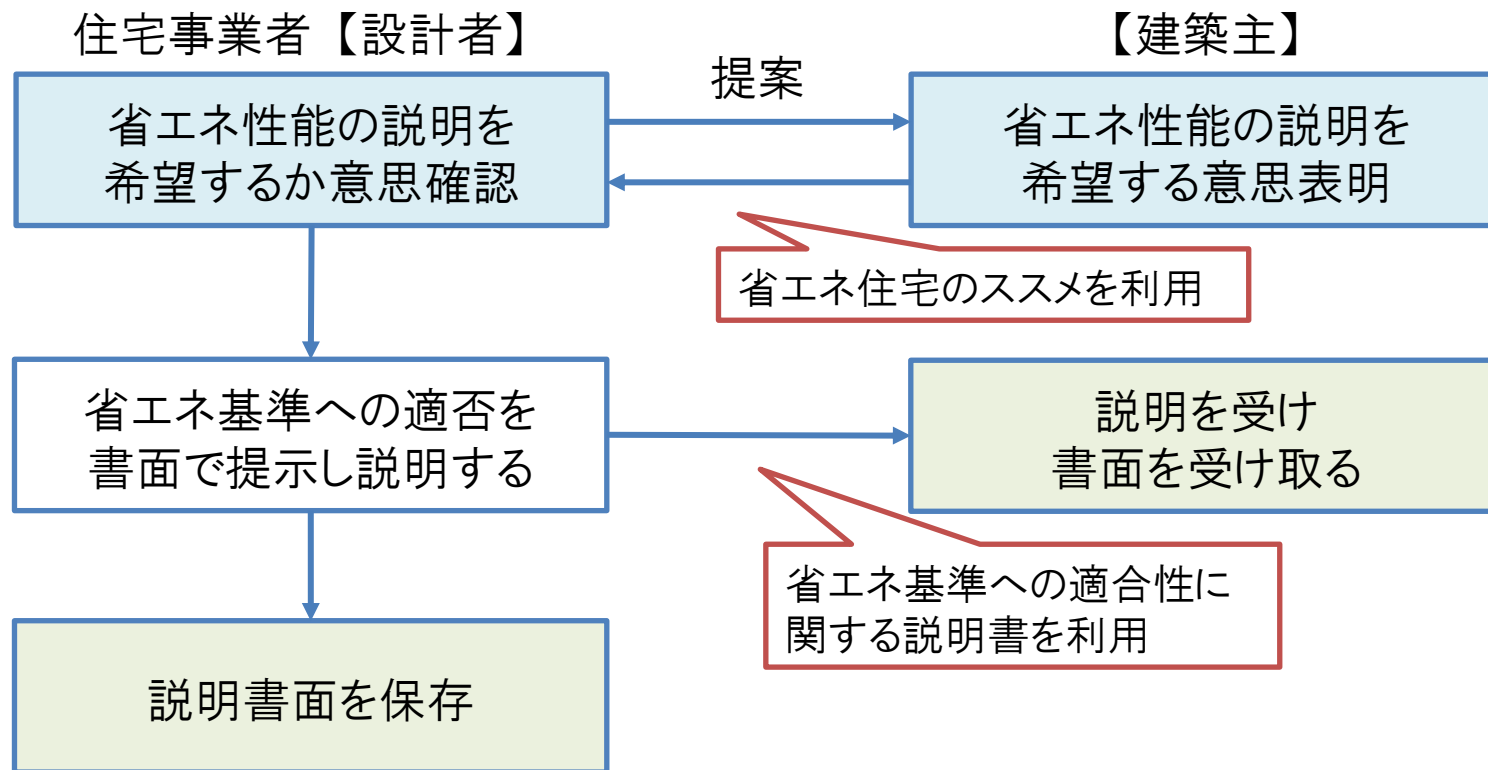 住宅事業者【設計者】
【建築主】
提案
省エネ性能の説明を
希望するか意思確認
省エネ性能の説明を
希望する意思表明
省エネ住宅のススメを利用
省エネ基準への適否を
書面で提示し説明する
説明を受け
書面を受け取る
省エネ基準への適合性に
関する説明書を利用
説明書面を保存